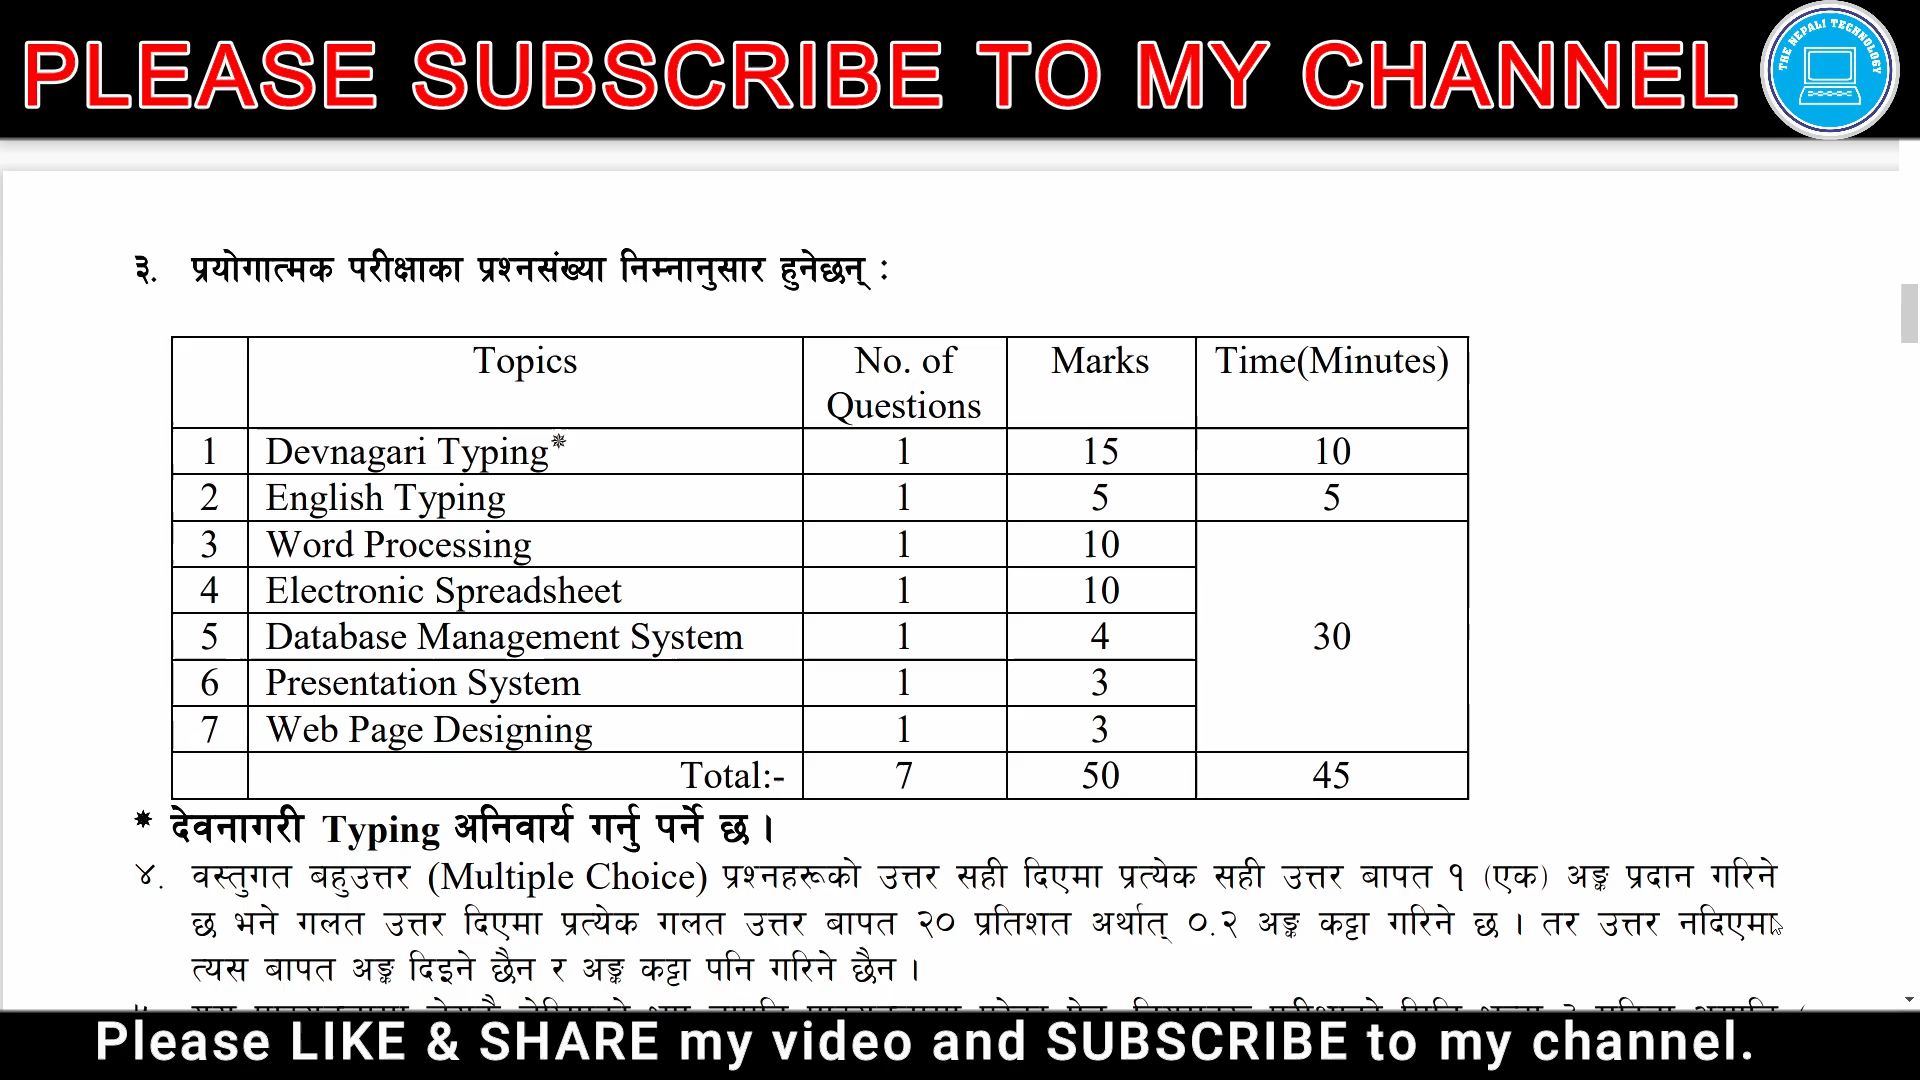 PLEASE SUBSCRIBE TO MY CHANNEL
THE NEPALI TECHNOLOGY
३. प्रयोगात्मक परीक्षाका प्रश्नसंख्या निम्नानुसार हुनेछन् :
Topics No. of Questions Marks Time(Minutes)
1 Devnagari Typing* 1 15 10
2 English Typing 1 5 5
3 Word Processing 1 10
4 Electronic Spreadsheet 1 10
5 Database Management System 1 4 30
6 Presentation System 1 3
7 Web Page Designing 1 3
Total:- 7 50 45
* देवनागरी Typing अनिवार्य गर्नु पर्ने छ ।
४. वस्तुगत बहुउत्तर (Multiple Choice) प्रश्नहरूको उत्तर सही दिएमा प्रत्येक सही उत्तर बापत १ (एक) अङ्क प्रदान गरिने
छ भने गलत उत्तर दिएमा प्रत्येक गलत उत्तर बापत २० प्रतिशत अर्थात् ०.२ अङ्क कट्टा गरिने छ । तर उत्तर नदिएमा
त्यस बापत अङ्क दिइने छैन र अङ्क कट्टा पनि गरिने छैन ।
Please LIKE & SHARE my video and SUBSCRIBE to my channel.